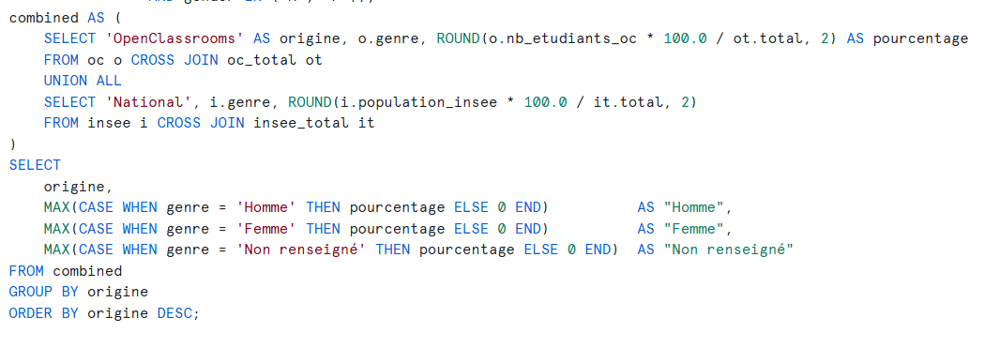 combined AS (
    SELECT 'OpenClassrooms' AS origine, o.genre, ROUND(o.nb_etudiants_oc * 100.0 / ot.total, 2) AS pourcentage
    FROM oc o CROSS JOIN oc_total ot
    UNION ALL
    SELECT 'National', i.genre, ROUND(i.population_insee * 100.0 / it.total, 2)
    FROM insee i CROSS JOIN insee_total it
)
SELECT
    origine,
    MAX(CASE WHEN genre = 'Homme' THEN pourcentage ELSE 0 END)          AS "Homme",
    MAX(CASE WHEN genre = 'Femme' THEN pourcentage ELSE 0 END)          AS "Femme",
    MAX(CASE WHEN genre = 'Non renseigné' THEN pourcentage ELSE 0 END)  AS "Non renseigné"
FROM combined
GROUP BY origine
ORDER BY origine DESC;